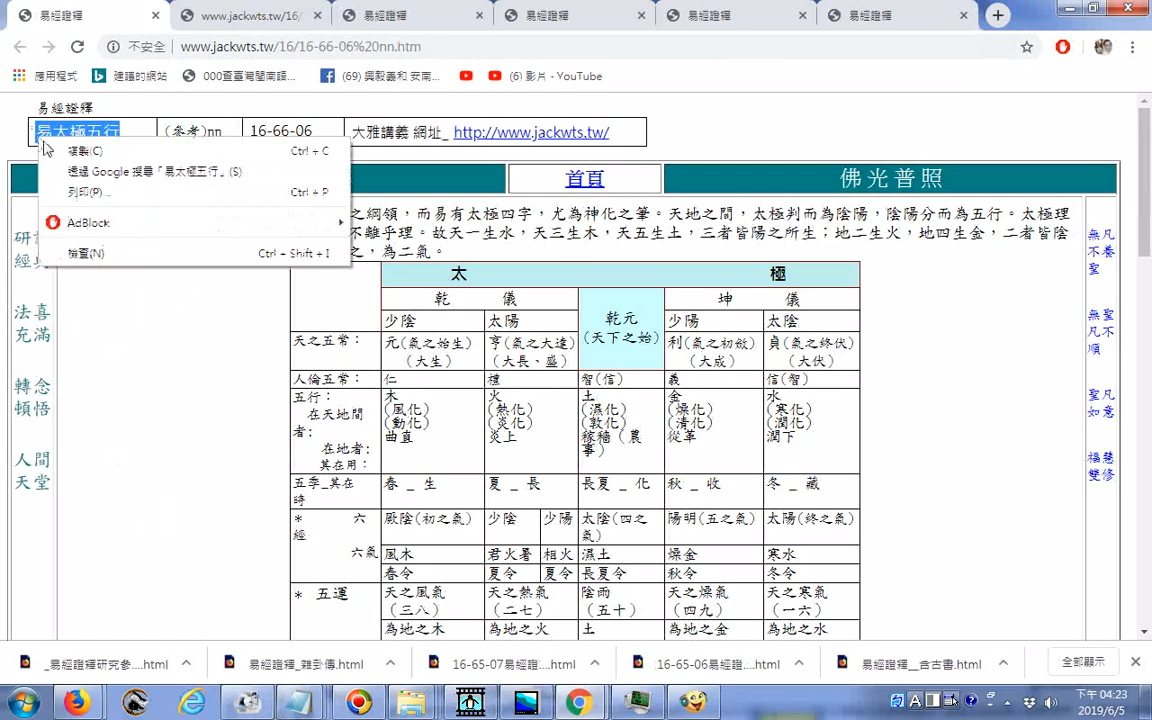 易經證釋
www.jackwts.tw/16/
易經證釋
易經證釋
易經證釋
易經證釋
不安全
www.jackwts.tw/16/16-66-06%20nn.htm
應用程式
建議的網站
000查臺灣閩南語...
(69) 與毅義和 安南...
(6) 影片 - YouTube
易經證釋
易太極五行
(參考)nn
16-66-06
大雅講義 網址_ http://www.jackwts.tw/
複製(C)
Ctrl + C
透過 Google 搜尋「易太極五行」(S)
列印(P)...
Ctrl + P
AdBlock
檢查(N)
Ctrl + Shift + I
首頁
佛光普照
之綱領，而易有太極四字，尤為神化之筆。天地之間，太極判而為陰陽，陰陽分而為五行。太極理
不離乎理。故天一生水，天三生木，天五生土，三者皆陽之所生；地二生火，地四生金，二者皆陰
之，為二氣。
經
法喜
充滿
轉念
頓悟
人間
天堂
無凡
不養
聖
無聖
凡不
順
聖凡
如意
福慧
雙修
太 極
乾 儀
乾元
(天下之始)
坤 儀
少陰
太陽
少陽
太陰
天之五常：
元(氣之始生)
(大生)
亨(氣之大達)
(大長、盛)
利(氣之初斂)
(大成)
貞(氣之終伏)
(大伏)
人倫五常：
仁
禮
智(信)
義
信(智)
五行：
在天地間
者：
在地者：
其在用：
木
(風化)
(動化)
曲直
火
(熱化)
(炎化)
炎上
土
(濕化)
(敦化)
稼穡（農
事）
金
(燥化)
(清化)
從革
水
(寒化)
(潤化)
潤下
五季_其在
時
春 _ 生
夏 _ 長
長夏 _ 化
秋 _ 收
冬 _ 藏
* 六
經
六氣
厥陰(初之氣)
少陰
少陽
太陰(四之
氣)
陽明(五之氣)
太陽(終之氣)
風木
君火暑
相火
濕土
燥金
寒水
春令
夏令
夏令
長夏令
秋令
冬令
* 五運
天之風氣
(三八)
天之熱氣
(二七)
陰雨
(五十)
天之燥氣
(四九)
天之寒氣
(一六)
為地之木
為地之火
土
為地之金
為地之水
_易經證釋研究參....html
易經證釋_雜卦傳.html
16-65-07易經證....html
16-65-06易經證....html
易經證釋__含古書.html
全部顯示
下午 04:23
2019/6/5